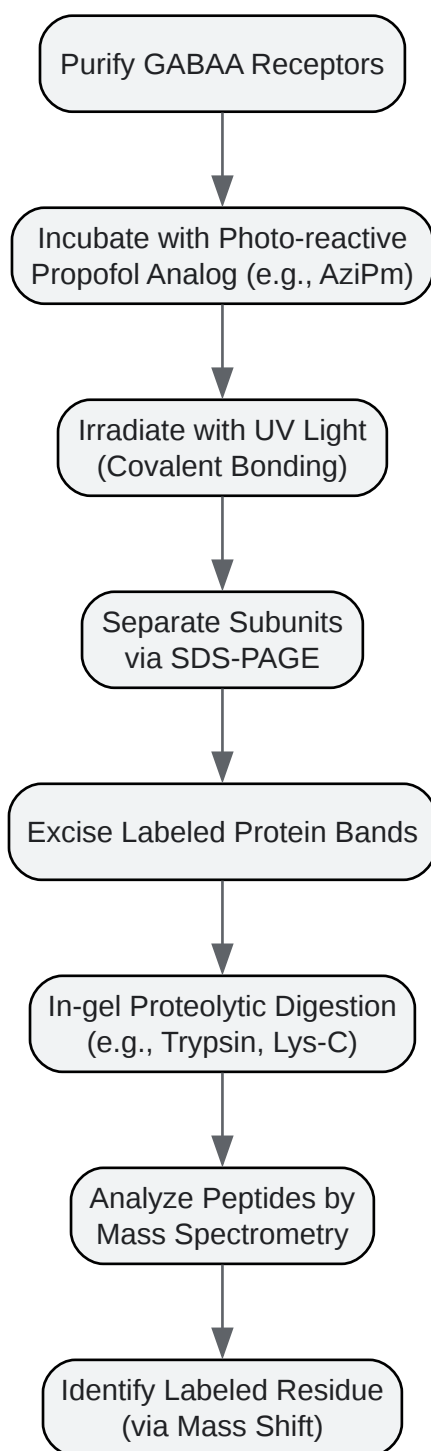 Purify GABAA Receptors
Incubate with Photo-reactive
Propofol Analog (e.g., AziPm)
Irradiate with UV Light
(Covalent Bonding)
Separate Subunits
via SDS-PAGE
Excise Labeled Protein Bands
In-gel Proteolytic Digestion
(e.g., Trypsin, Lys-C)
Analyze Peptides by
Mass Spectrometry
Identify Labeled Residue
(via Mass Shift)